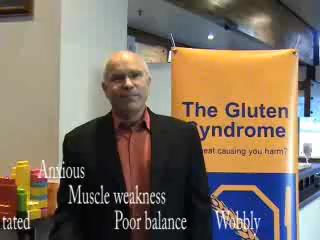 The Gluten
Syndrome
eat causing you harm?
Anxious
Muscle weakness
tated
Poor balance
Wobbly